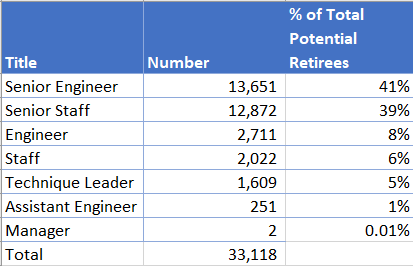 % of Total
Potential
Title Number Retirees
Senior Engineer 13,651 41%
Senior Staff 12,872 39%
Engineer 2,711 8%
Staff 2,022 6%
Technique Leader 1,609 5%
Assistant Engineer 251 1%
Manager 2 0.01%
Total 33,118